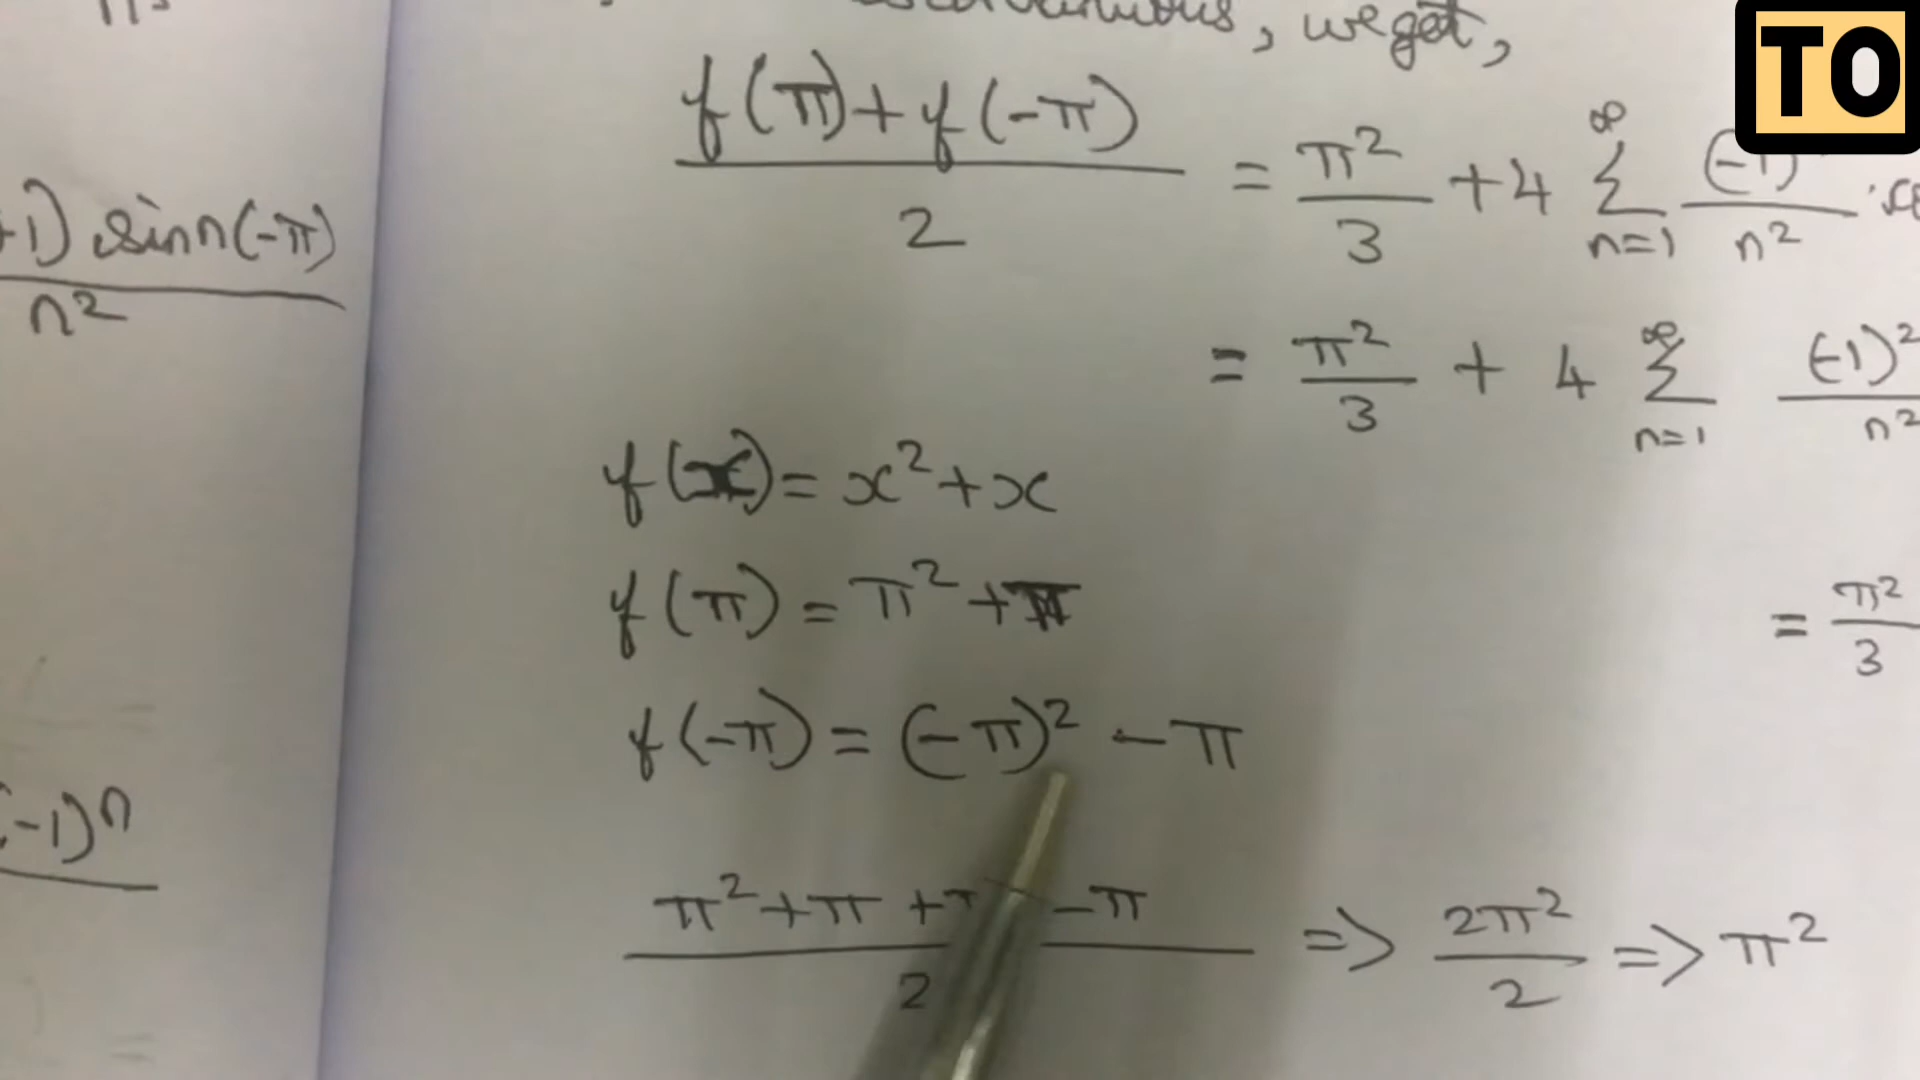 +1) sin n(-π)
n²
(-1)ⁿ
, we get,
f(π)+f(-π)
2
= π²/3 + 4 ∑ n=1 ∞ (-1)/n² .
= π²/3 + 4 ∑ n=1 ∞ (-1)²/n²
f(x) = x²+x
f(π) = π²+π
= π²/3
f(-π) = (-π)² - π
π²+π + -π
2
=> 2π²/2 => π²
TO